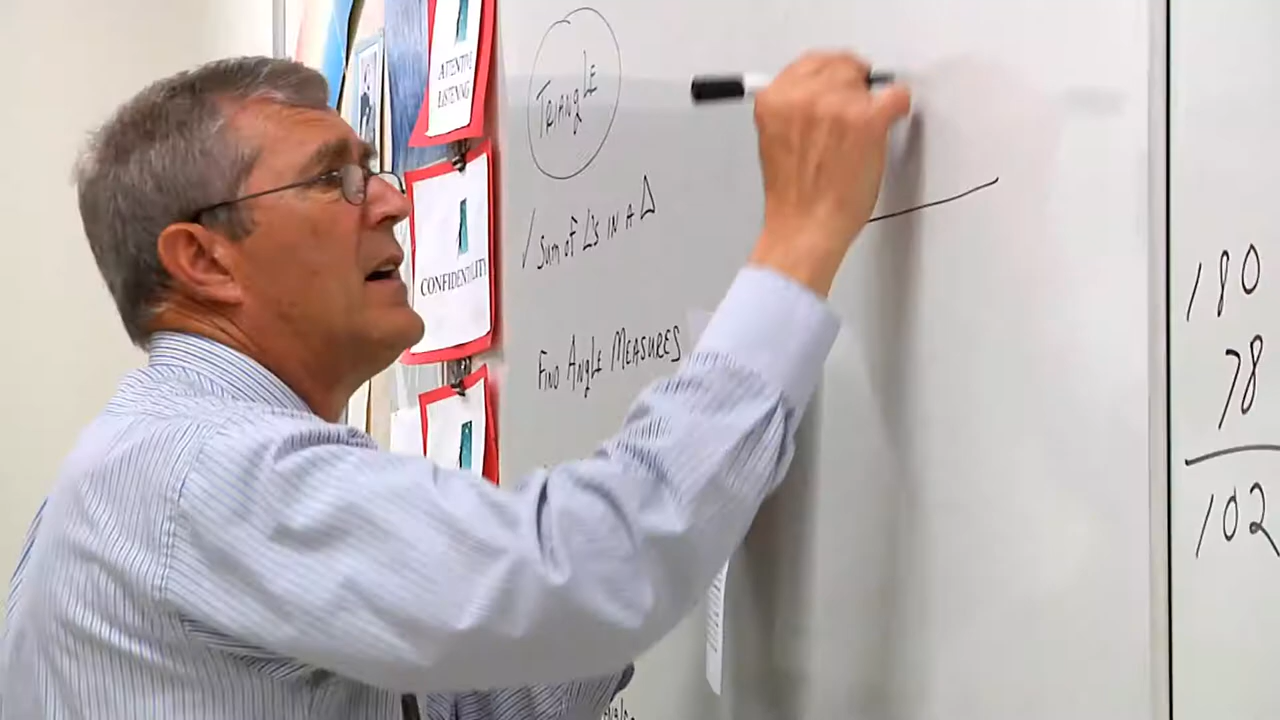 ATTENTIVE
LISTENING
CONFIDENTIALITY
TRIANGLE
✓ Sum of ∠'s IN A △
FIND ANGLE MEASURES
180
78
102